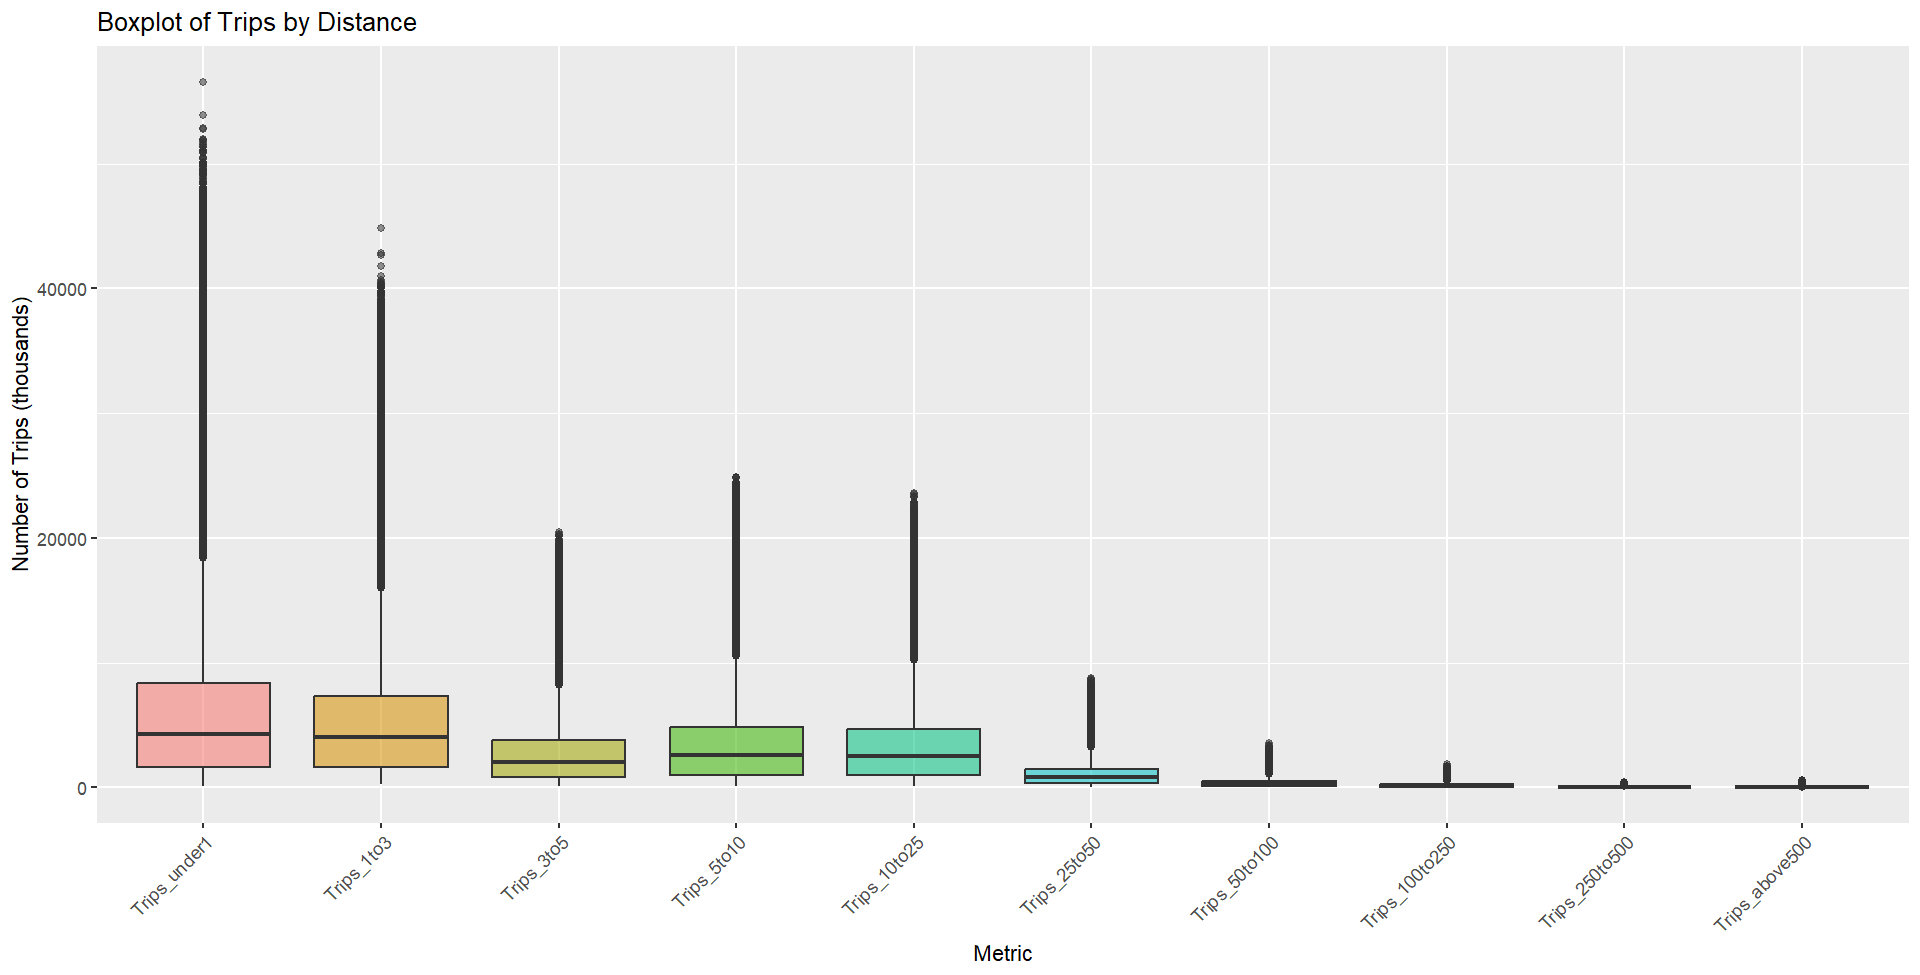 Boxplot of Trips by Distance
Number of Trips (thousands)
40000
20000
0
Trips_under1
Trips_1to3
Trips_3to5
Trips_5to10
Trips_10to25
Trips_25to50
Trips_50to100
Trips_100to250
Trips_250to500
Trips_above500
Metric